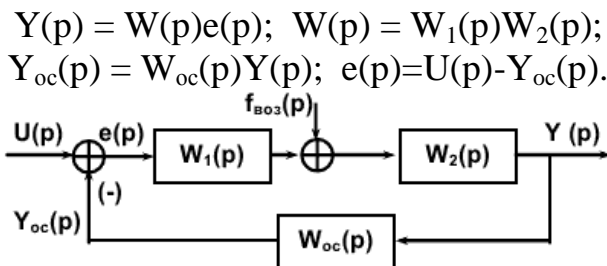 Y(p) = W(p)e(p); W(p) = W₁(p)W₂(p);
Yₒc(p) = Wₒc(p)Y(p); e(p)=U(p)-Yₒc(p).
fвоз(p)
U(p) e(p) W₁(p) W₂(p) Y (p)
(-)
Yₒc(p) Wₒc(p)